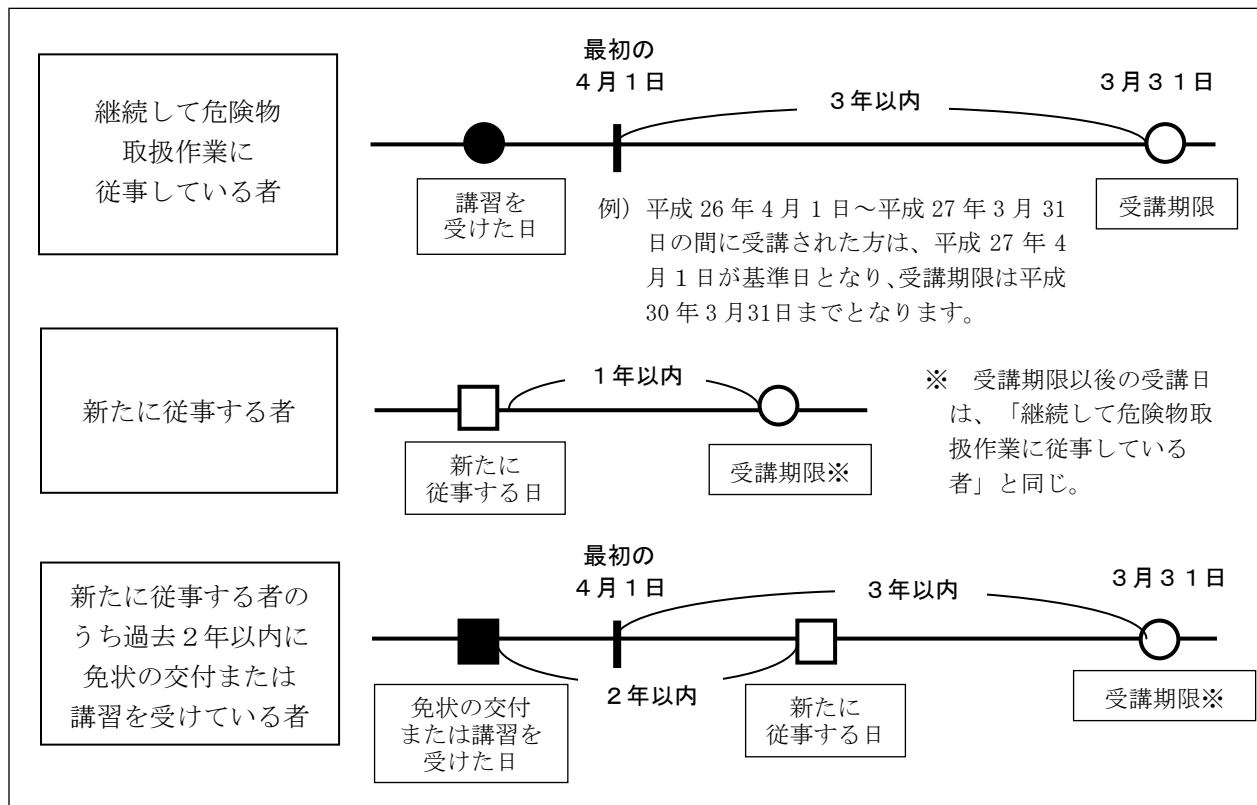 継続して危険物
取扱作業に
従事している者
最初の
４月１日
３年以内
３月３１日
講習を
受けた日
例）平成 26 年 4 月 1 日～平成 27 年 3 月 31
日の間に受講された方は、平成 27 年 4
月 1 日が基準日となり、受講期限は平成
30 年 3 月31日までとなります。
受講期限
新たに従事する者
１年以内
新たに
従事する日
受講期限※
※　受講期限以後の受講日
は、「継続して危険物取
扱作業に従事している
者」と同じ。
新たに従事する者の
うち過去２年以内に
免状の交付または
講習を受けている者
最初の
４月１日
３年以内
３月３１日
２年以内
免状の交付
または講習を
受けた日
新たに
従事する日
受講期限※